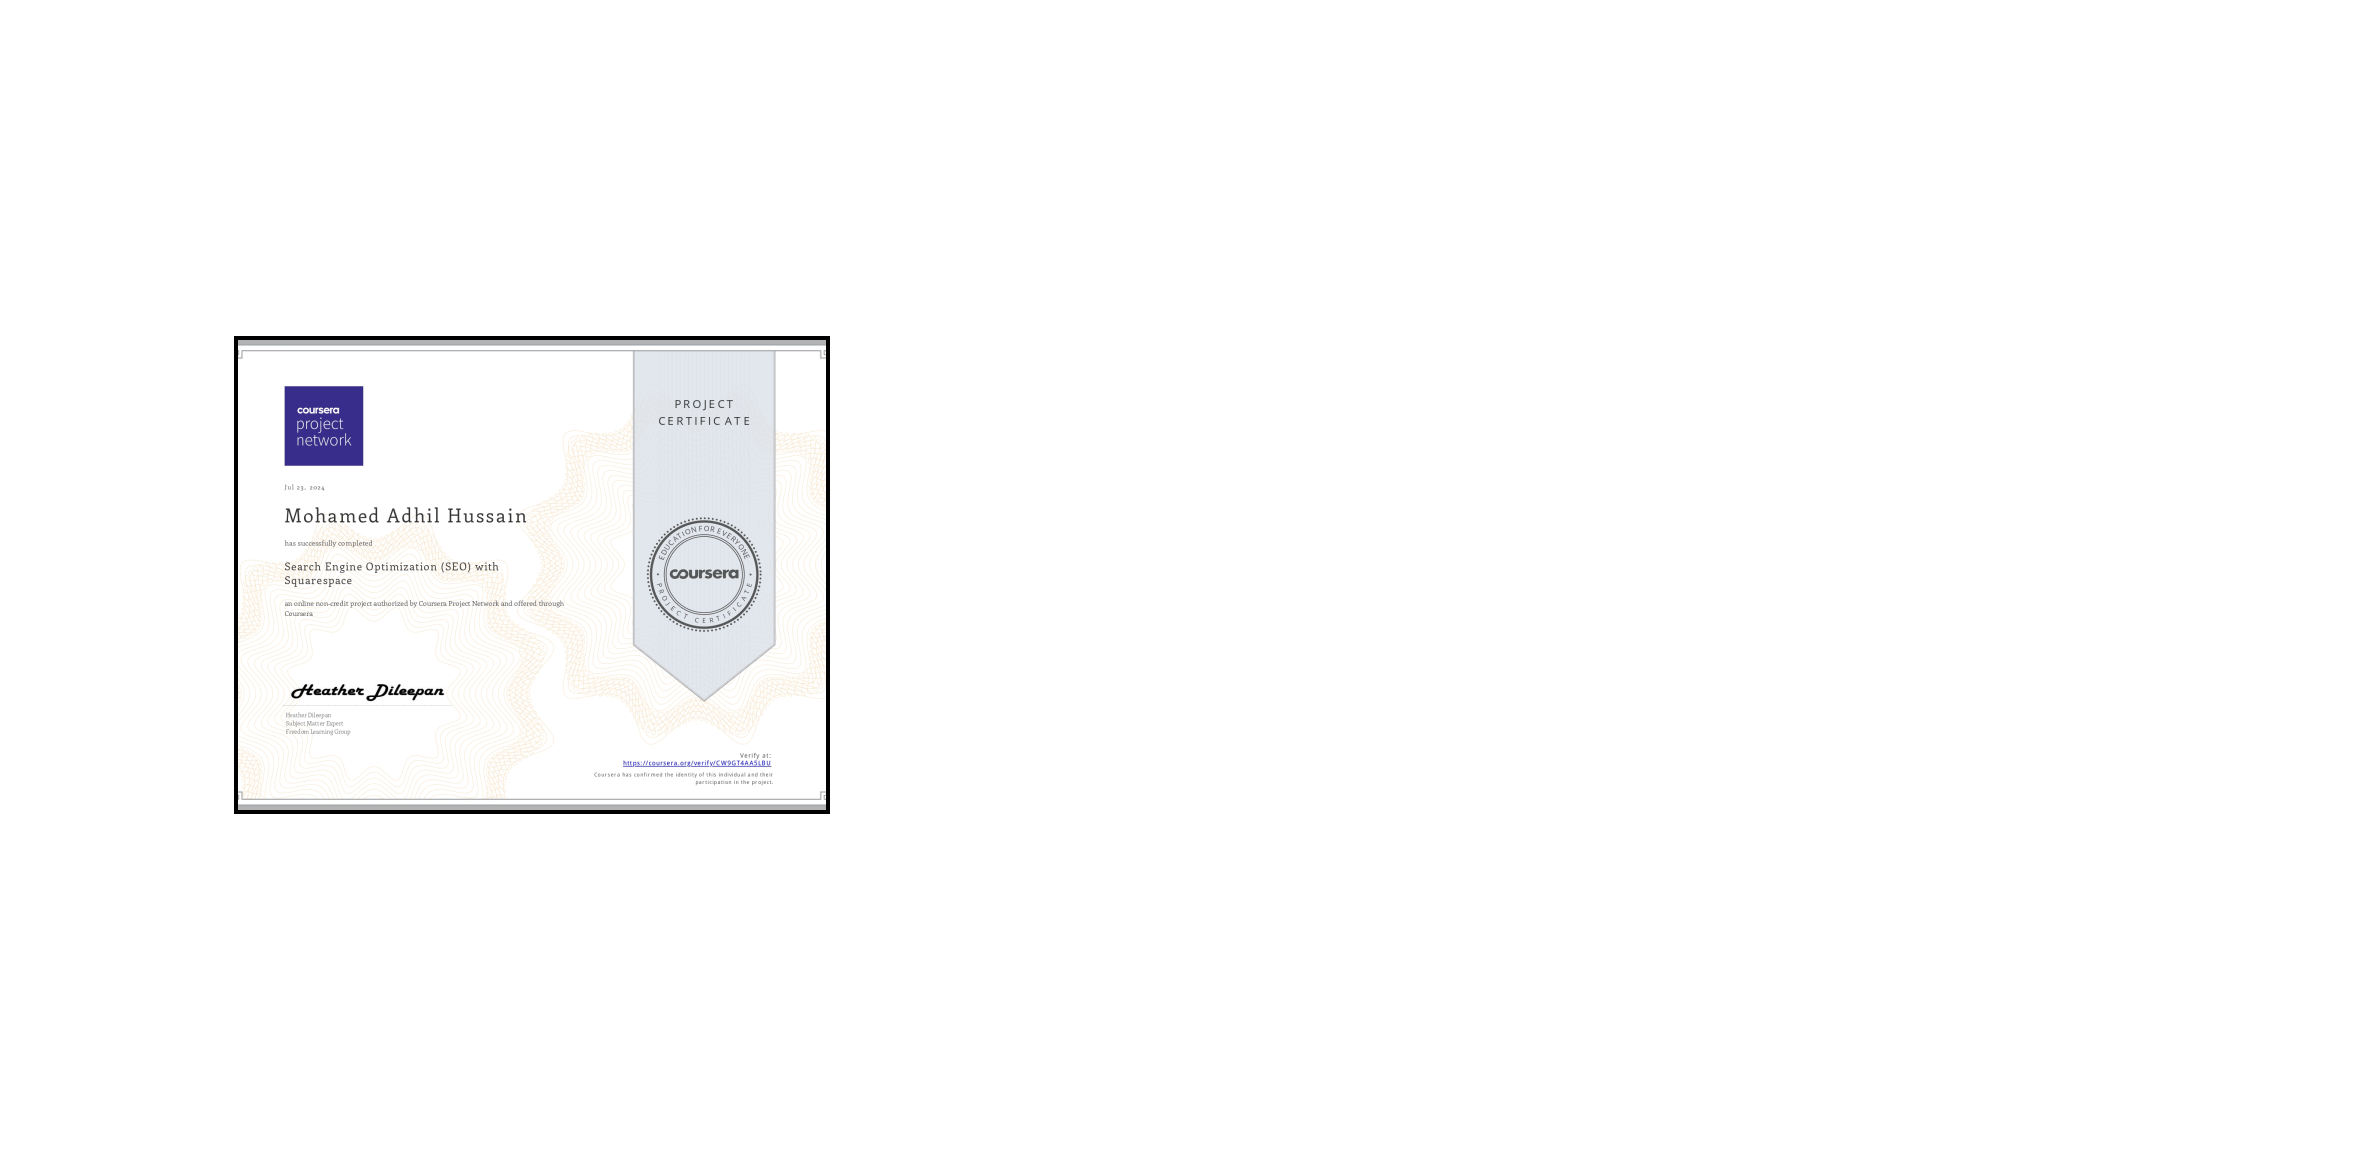 coursera
project
network
PROJECT
CERTIFICATE
Jul 23, 2024
Mohamed Adhil Hussain
has successfully completed
Search Engine Optimization (SEO) with
Squarespace
an online non-credit project authorized by Coursera Project Network and offered through
Coursera
EDUCATION FOR EVERYONE
coursera
PROJECT CERTIFICATE
Heather Dileepan
Heather Dileepan
Subject Matter Expert
Freedom Learning Group
Verify at:
https://coursera.org/verify/CW9GT4AA5LBU
Coursera has confirmed the identity of this individual and their
participation in the project.